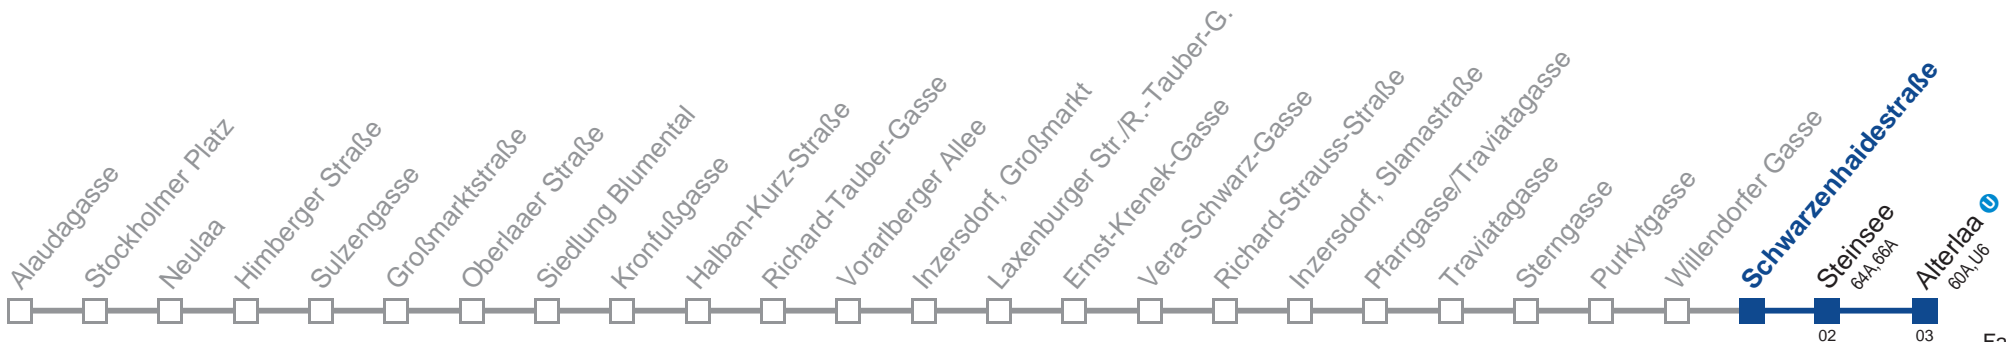 Alaudagasse
Stockholmer Platz
Neulaa
Himberger Straße
Sulzengasse
Großmarktstraße
Oberlaaer Straße
Siedlung Blumental
Kronfußgasse
Halban-Kurz-Straße
Richard-Tauber-Gasse
Vorarlberger Allee
Inzersdorf, Großmarkt
Laxenburger Str./R.-Tauber-G.
Ernst-Krenek-Gasse
Vera-Schwarz-Gasse
Richard-Strauss-Straße
Inzersdorf, Slamastraße
Pfarrgasse/Traviatagasse
Traviatagasse
Sterngasse
Purkytgasse
Willendorfer Gasse
Schwarzenhaidestraße
Steinsee
64A,66A
Alterlaa U
60A,U6
02
03